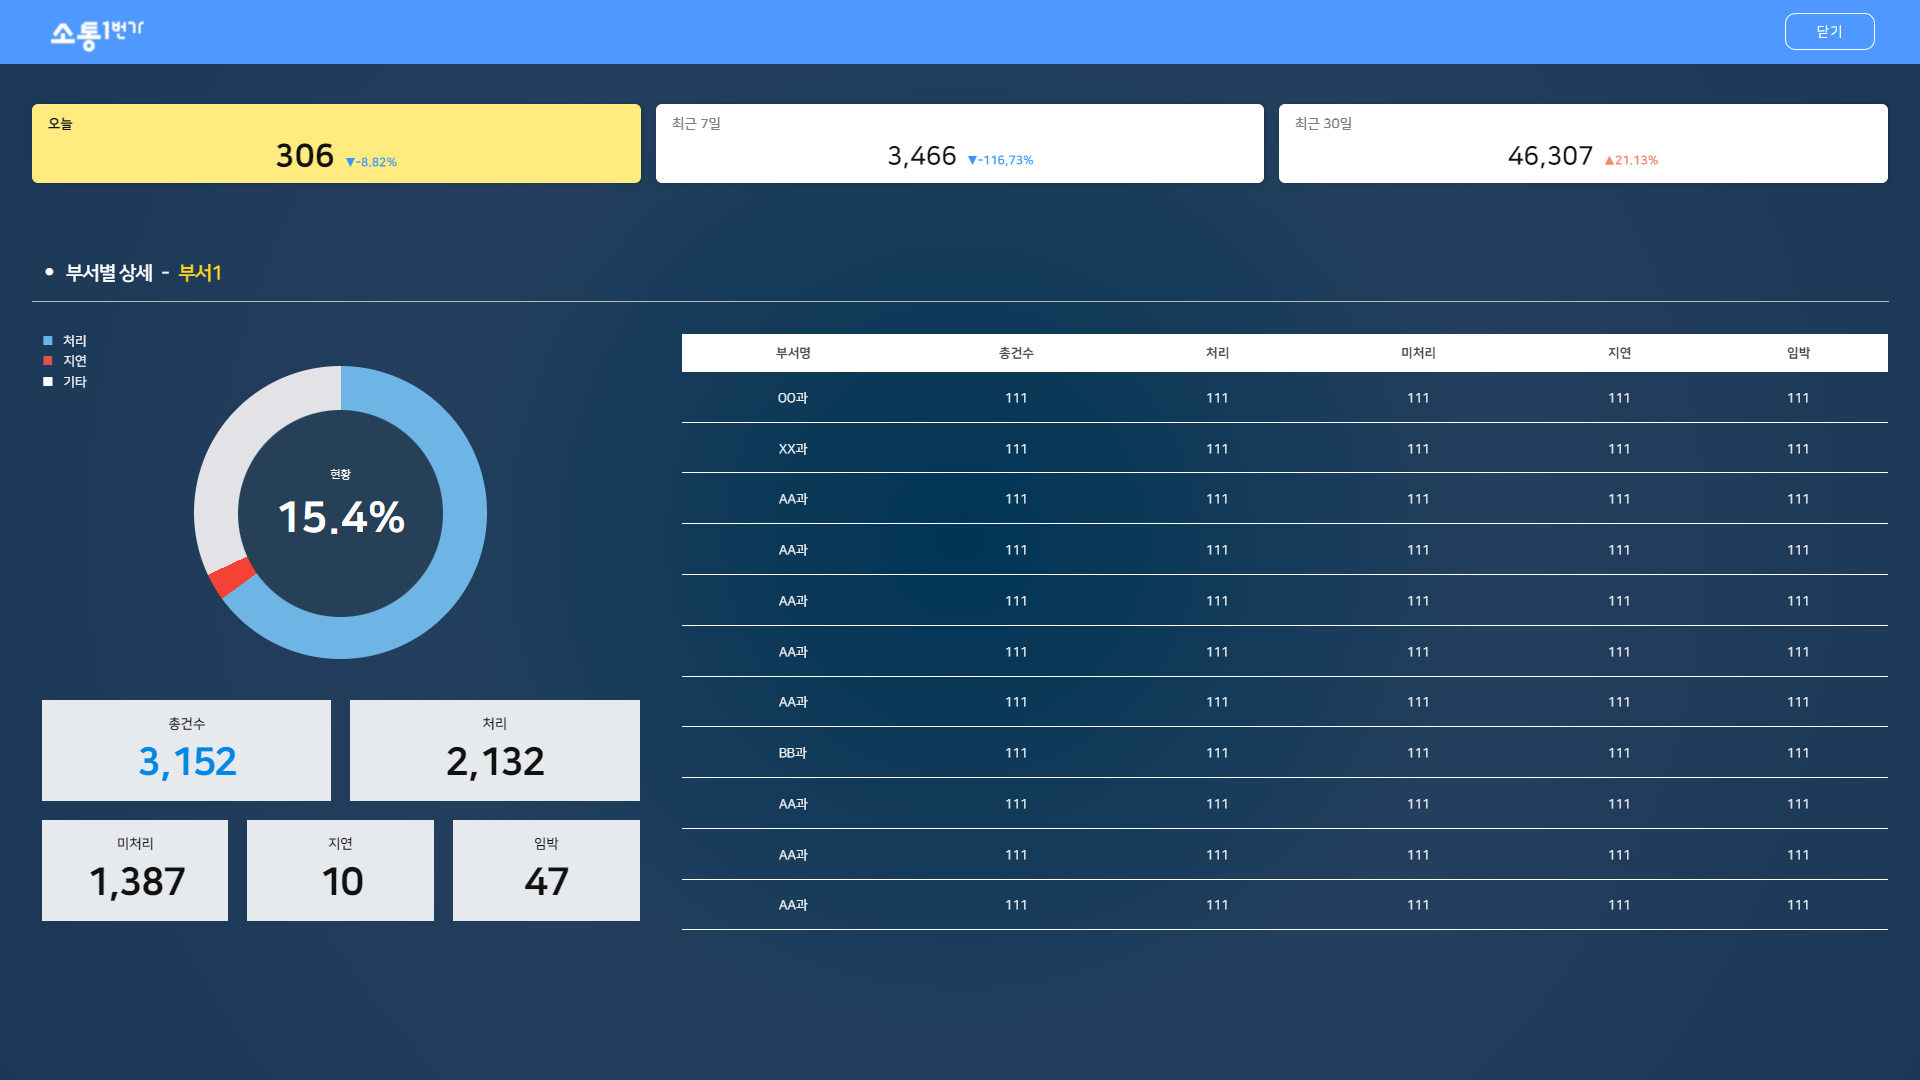 소통1번가
닫기
오늘
306 ▼-8,82%
최근 7일
3,466 ▼-116,73%
최근 30일
46,307 ▲21.13%
• 부서별 상세 - 부서1
처리
지연
기타
현황
15.4%
총건수
3,152
처리
2,132
미처리
1,387
지연
10
임박
47
부서명 총건수 처리 미처리 지연 임박
OO과 111 111 111 111 111
XX과 111 111 111 111 111
AA과 111 111 111 111 111
AA과 111 111 111 111 111
AA과 111 111 111 111 111
AA과 111 111 111 111 111
AA과 111 111 111 111 111
BB과 111 111 111 111 111
AA과 111 111 111 111 111
AA과 111 111 111 111 111
AA과 111 111 111 111 111